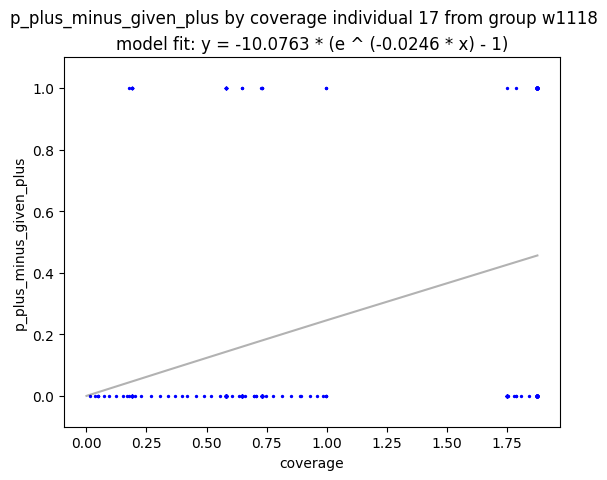 p_plus_minus_given_plus by coverage individual 17 from group w1118
model fit: y = -10.0763 * (e ^ (-0.0246 * x) - 1)
1.0
0.8
0.6
0.4
0.2
0.0
p_plus_minus_given_plus
0.00 0.25 0.50 0.75 1.00 1.25 1.50 1.75
coverage